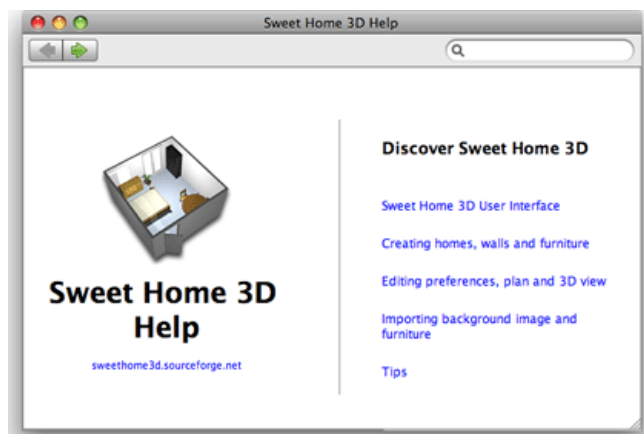 Sweet Home 3D Help
Sweet Home 3D
Help
sweethome3d.sourceforge.net
Discover Sweet Home 3D
Sweet Home 3D User Interface
Creating homes, walls and furniture
Editing preferences, plan and 3D view
Importing background image and
furniture
Tips